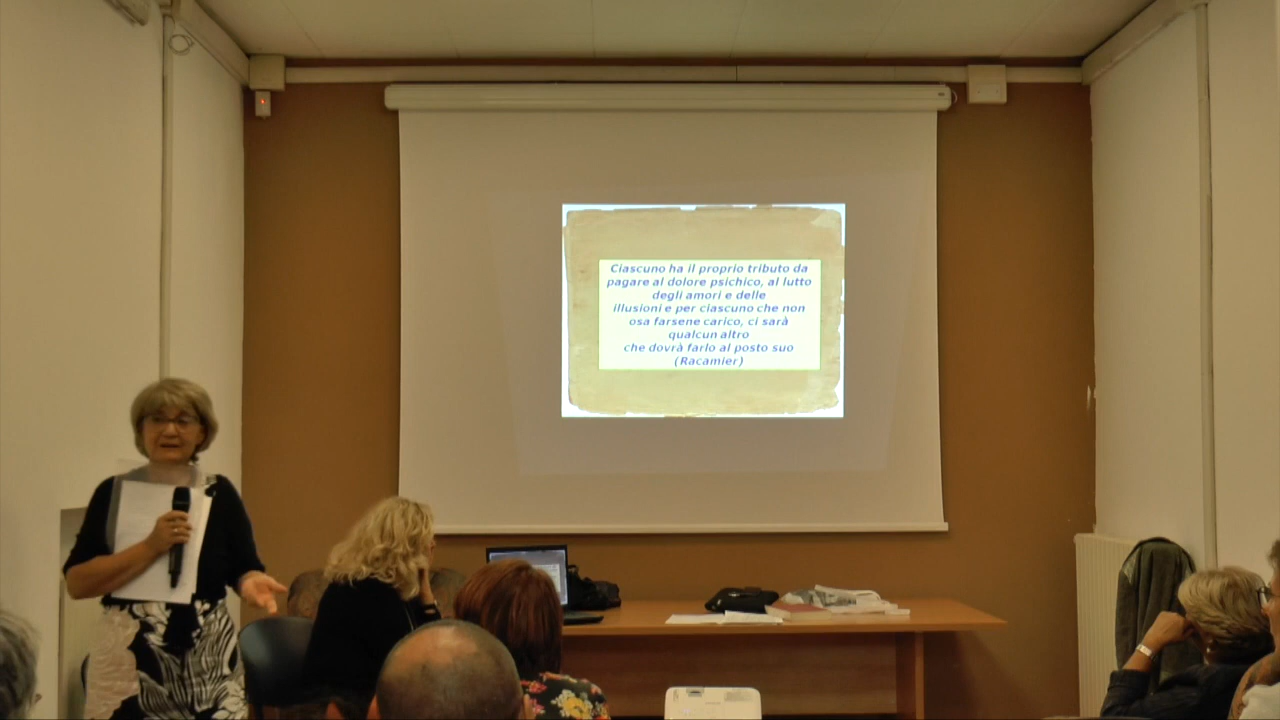 Ciascuno ha il proprio tributo da
pagare al dolore psichico, al lutto
degli amori e delle
illusioni e per ciascuno che non
osa farsene carico, ci sarà
qualcun altro
che dovrà farlo al posto suo
(Racamier)